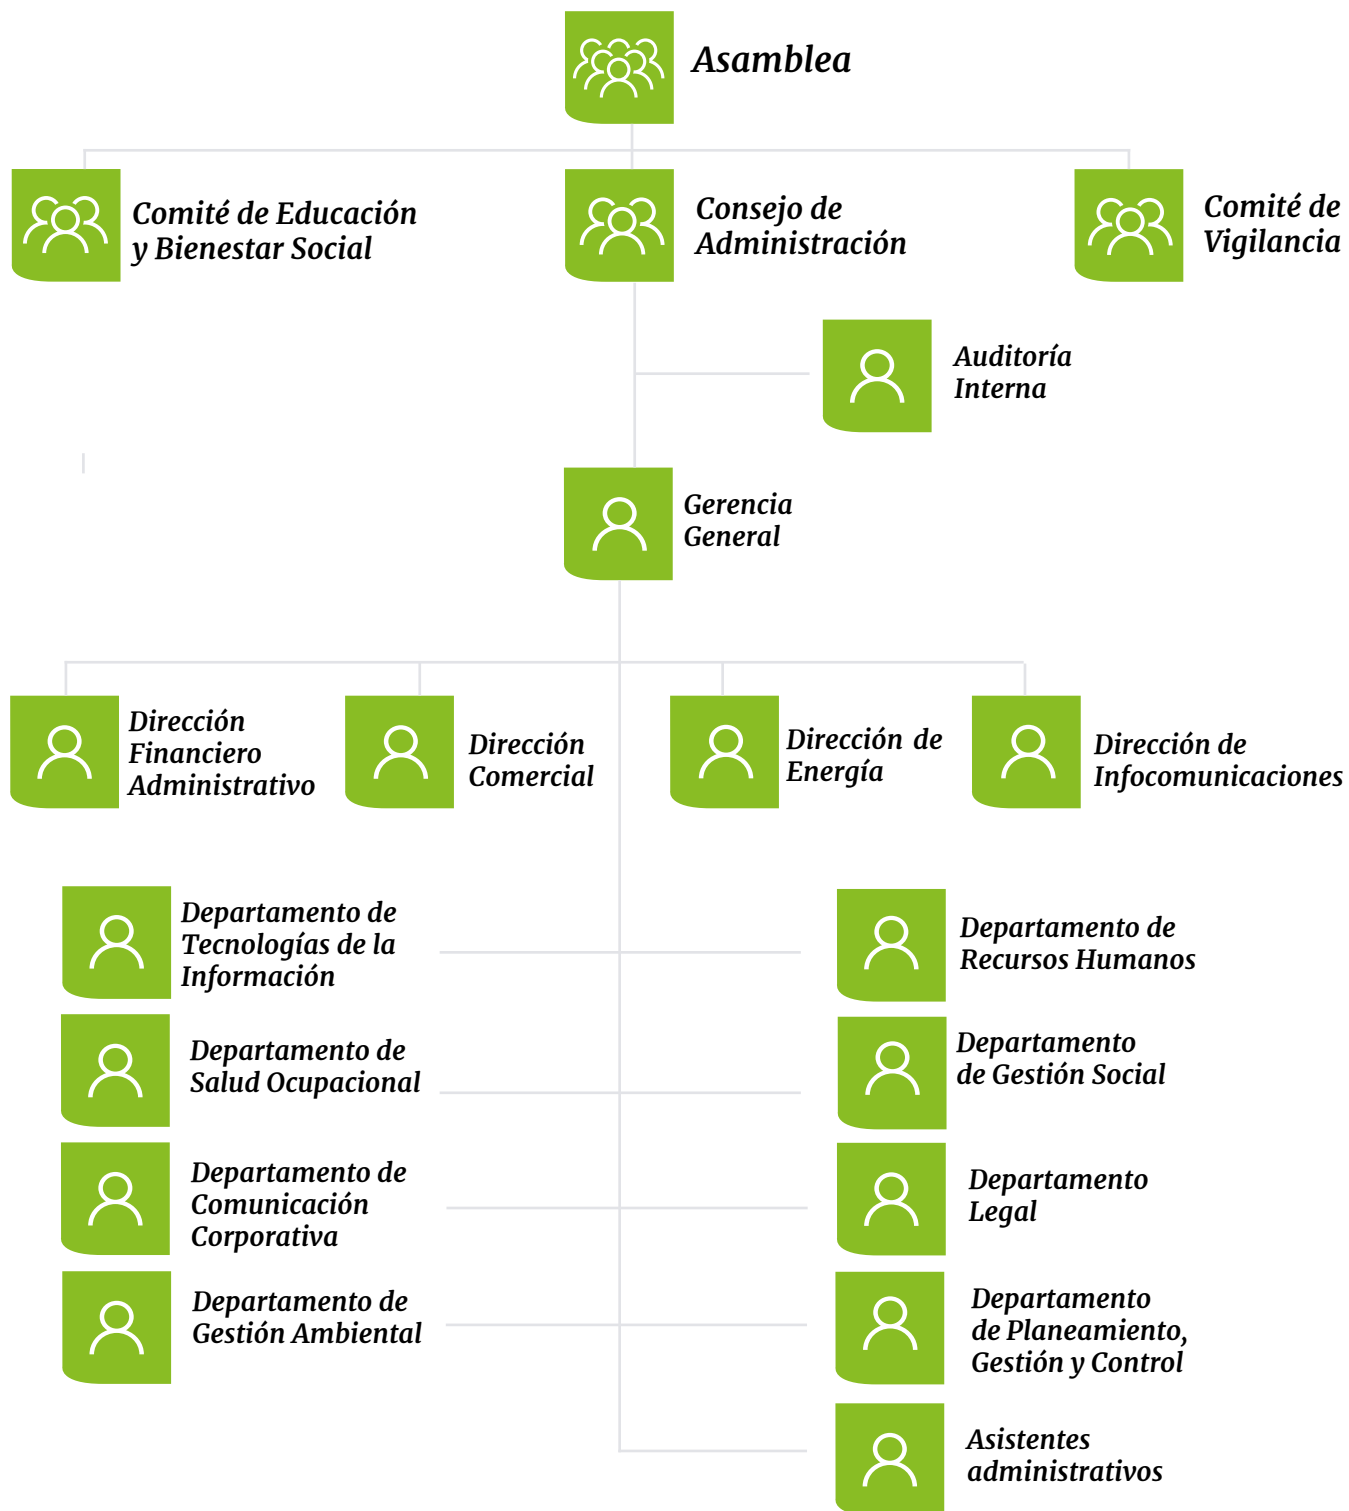 Asamblea
Comité de Educación
y Bienestar Social
Consejo de
Administración
Comité de
Vigilancia
Auditoría
Interna
Gerencia
General
Dirección
Financiero
Administrativo
Dirección
Comercial
Dirección de
Energía
Dirección de
Infocomunicaciones
Departamento de
Tecnologías de la
Información
Departamento de
Recursos Humanos
Departamento de
Salud Ocupacional
Departamento
de Gestión Social
Departamento de
Comunicación
Corporativa
Departamento
Legal
Departamento de
Gestión Ambiental
Departamento
de Planeamiento,
Gestión y Control
Asistentes
administrativos